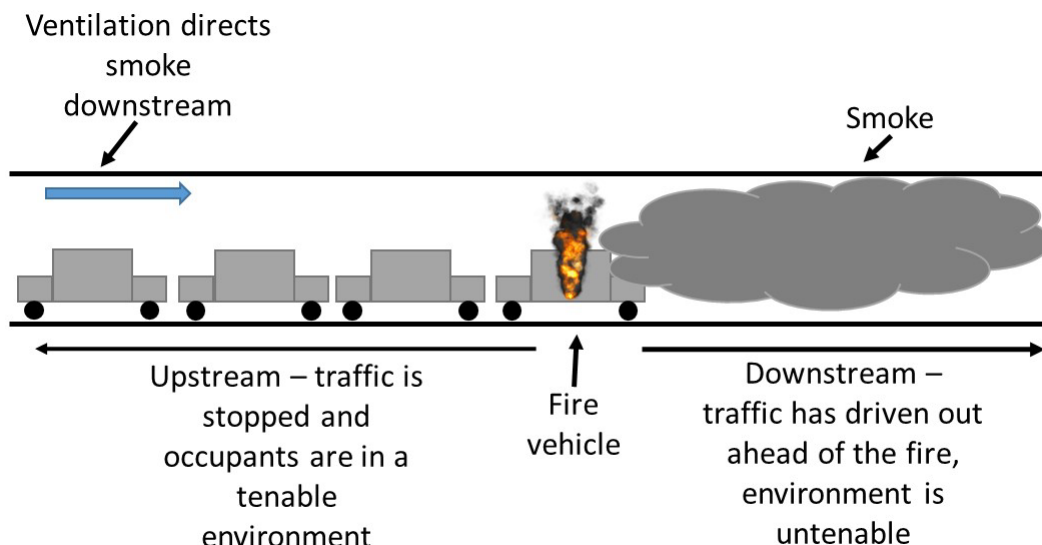 Ventilation directs
smoke
downstream
Smoke
Upstream – traffic is
stopped and
occupants are in a
tenable
environment
Fire
vehicle
Downstream –
traffic has driven out
ahead of the fire,
environment is
untenable